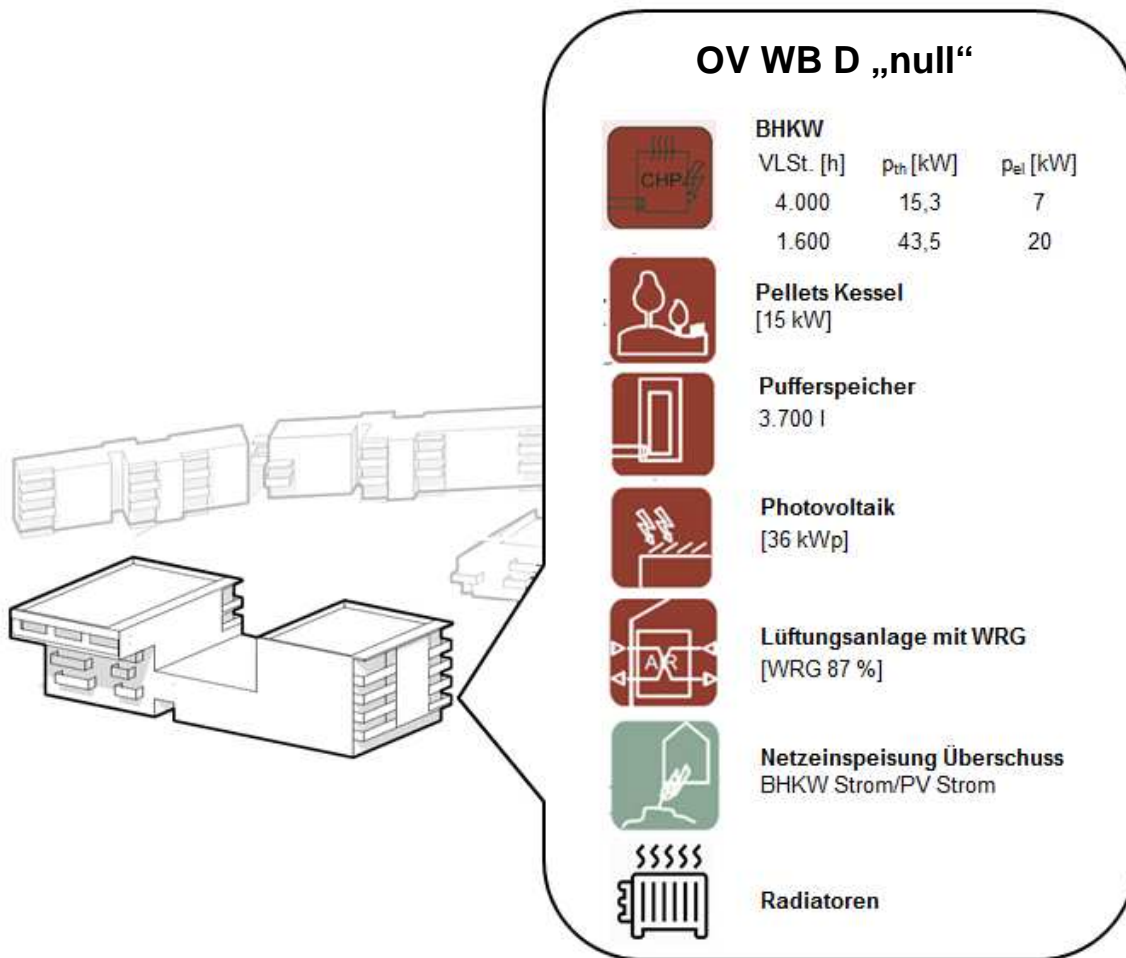 OV WB D „null“
CHP
BHKW
VLSt. [h] pth [kW] pel [kW]
4.000 15,3 7
1.600 43,5 20
Pellets Kessel
[15 kW]
Pufferspeicher
3.700 l
Photovoltaik
[36 kWp]
AIR
Lüftungsanlage mit WRG
[WRG 87 %]
Netzeinspeisung Überschuss
BHKW Strom/PV Strom
Radiatoren